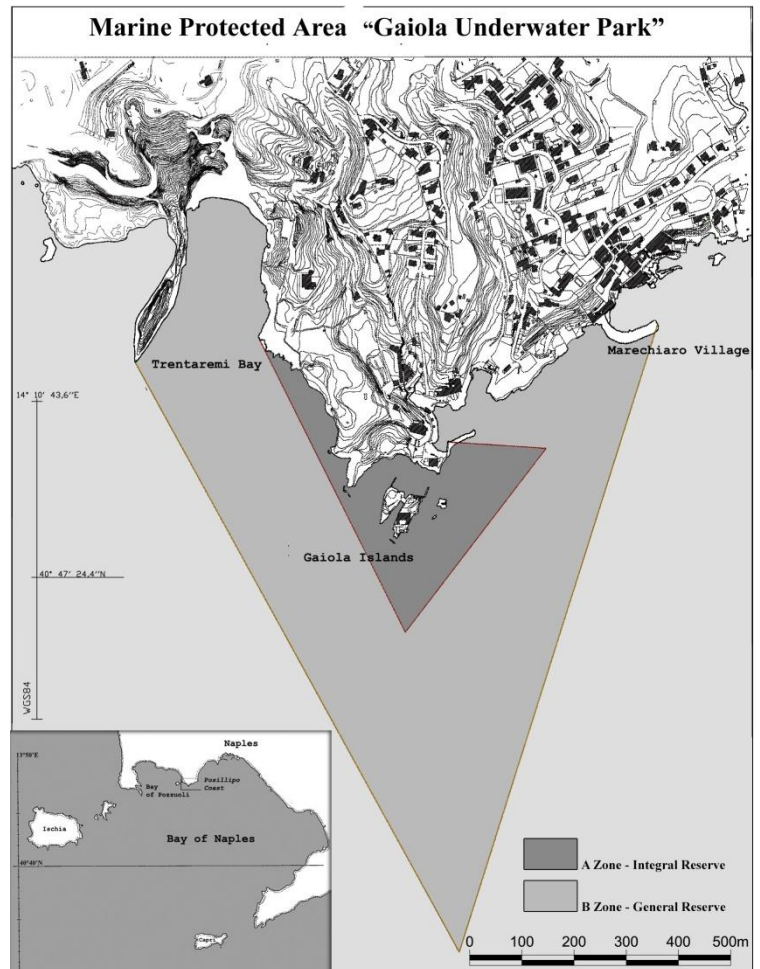 Marine Protected Area “Gaiola Underwater Park”
Trentaremi Bay
Marechiaro Village
14° 10' 43,6''E
Gaiola Islands
40° 47' 24,4''N
WGS84
13°50'E
Naples
Posillipo
Coast
Bay
of Pozzuoli
Ischia
Bay of Naples
40°40'N
Capri
A Zone - Integral Reserve
B Zone - General Reserve
0 100 200 300 400 500m